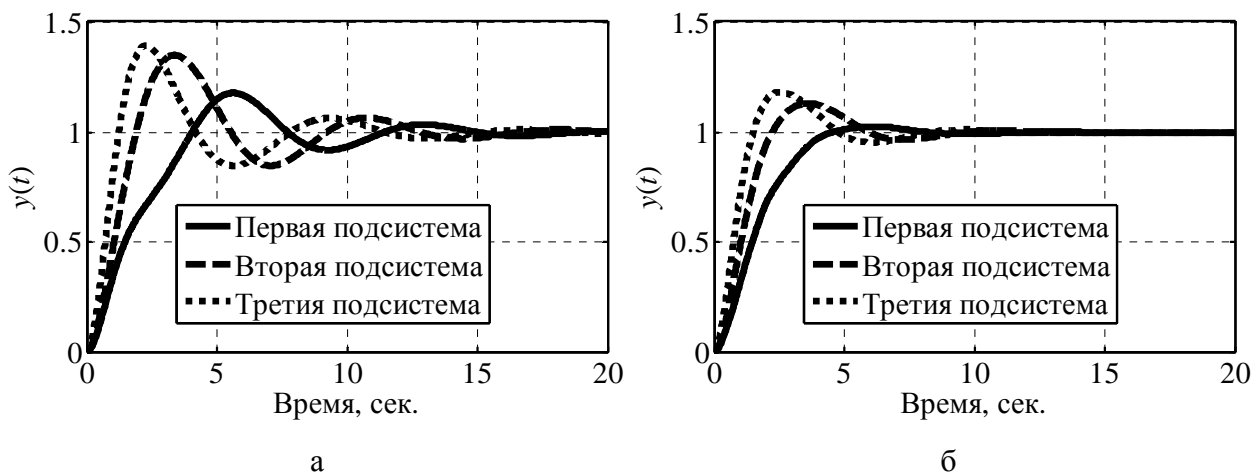 1.5
1
0.5
0
y(t)
Первая подсистема
Вторая подсистема
Третия подсистема
0 5 10 15 20
Время, сек.
а
1.5
1
0.5
0
y(t)
Первая подсистема
Вторая подсистема
Третия подсистема
0 5 10 15 20
Время, сек.
б